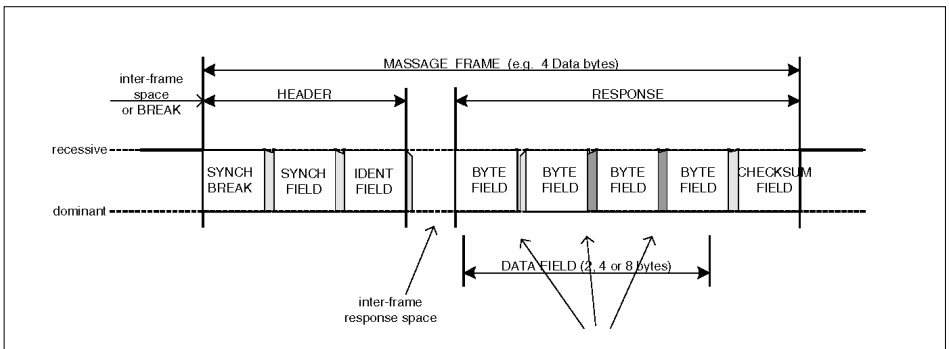 MASSAGE FRAME (e.g. 4 Data bytes)
inter-frame
space
or BREAK
HEADER
RESPONSE
recessive
SYNCH
BREAK
SYNCH
FIELD
IDENT
FIELD
BYTE
FIELD
BYTE
FIELD
BYTE
FIELD
BYTE
FIELD
CHECKSUM
FIELD
dominant
DATA FIELD (2, 4 or 8 bytes)
inter-frame
response space